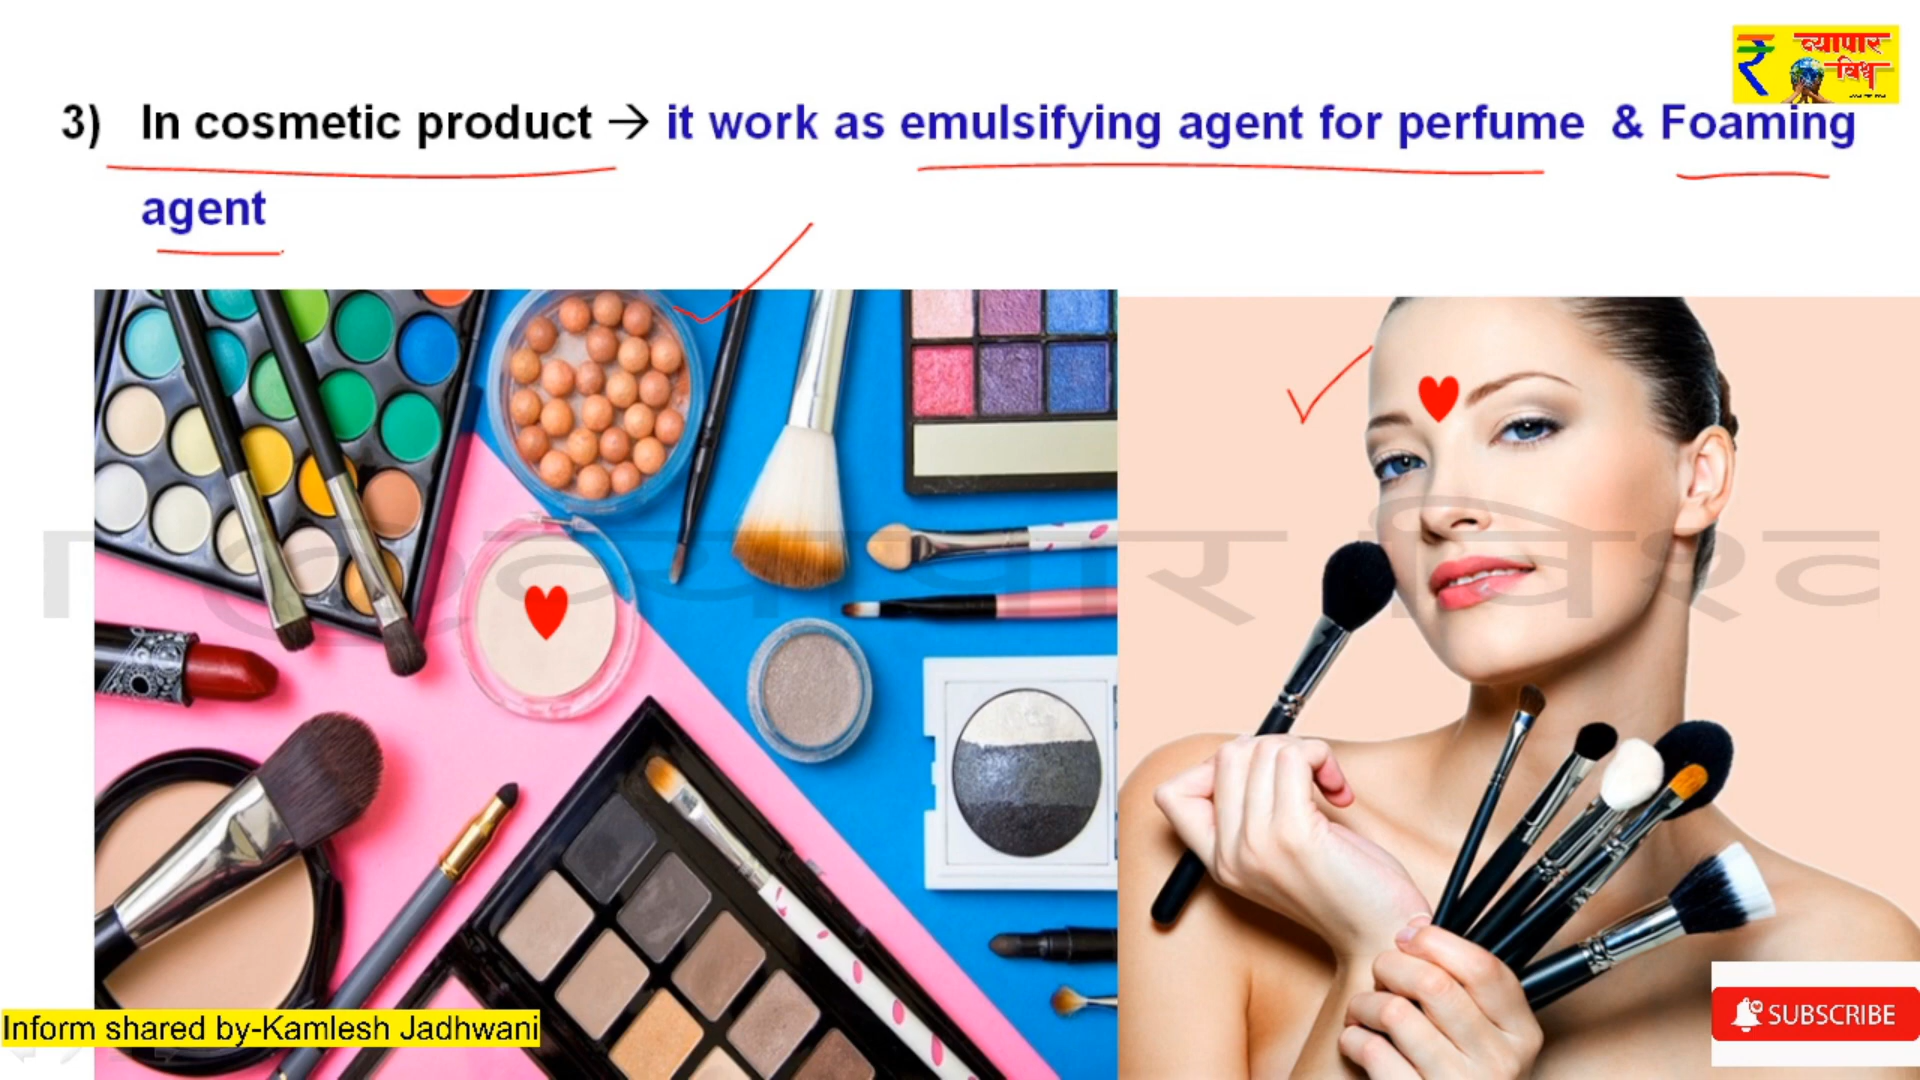 ₹ व्यापार
विश्व
3) In cosmetic product → it work as emulsifying agent for perfume & Foaming
agent
व्यापार विश्व
Inform shared by-Kamlesh Jadhwani
SUBSCRIBE